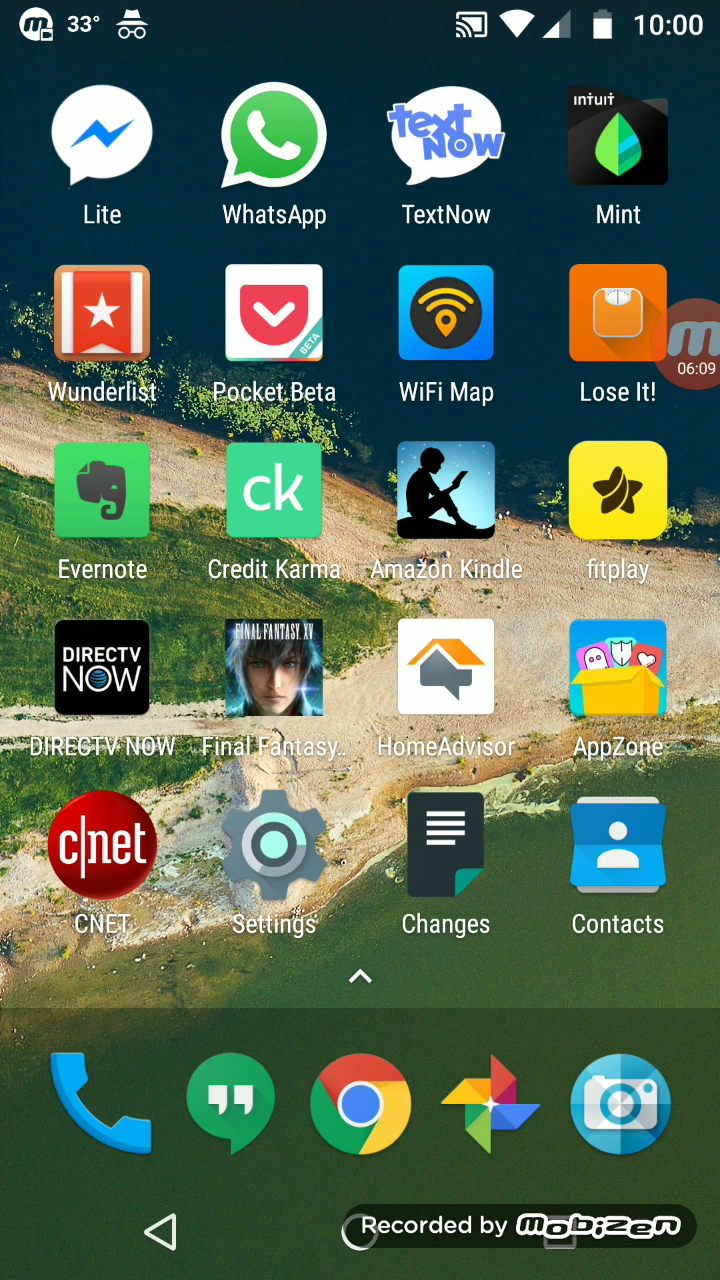 33° 10:00
text NOW
intuit
Lite WhatsApp TextNow Mint
BETA
06:09
Wunderlist Pocket Beta WiFi Map Lose It!
ck
Evernote Credit Karma Amazon Kindle fitplay
DIRECTV NOW
FINAL FANTASY XV
DIRECTV NOW Final Fantasy.. HomeAdvisor AppZone
c|net
CNET Settings Changes Contacts
Recorded by mobizen